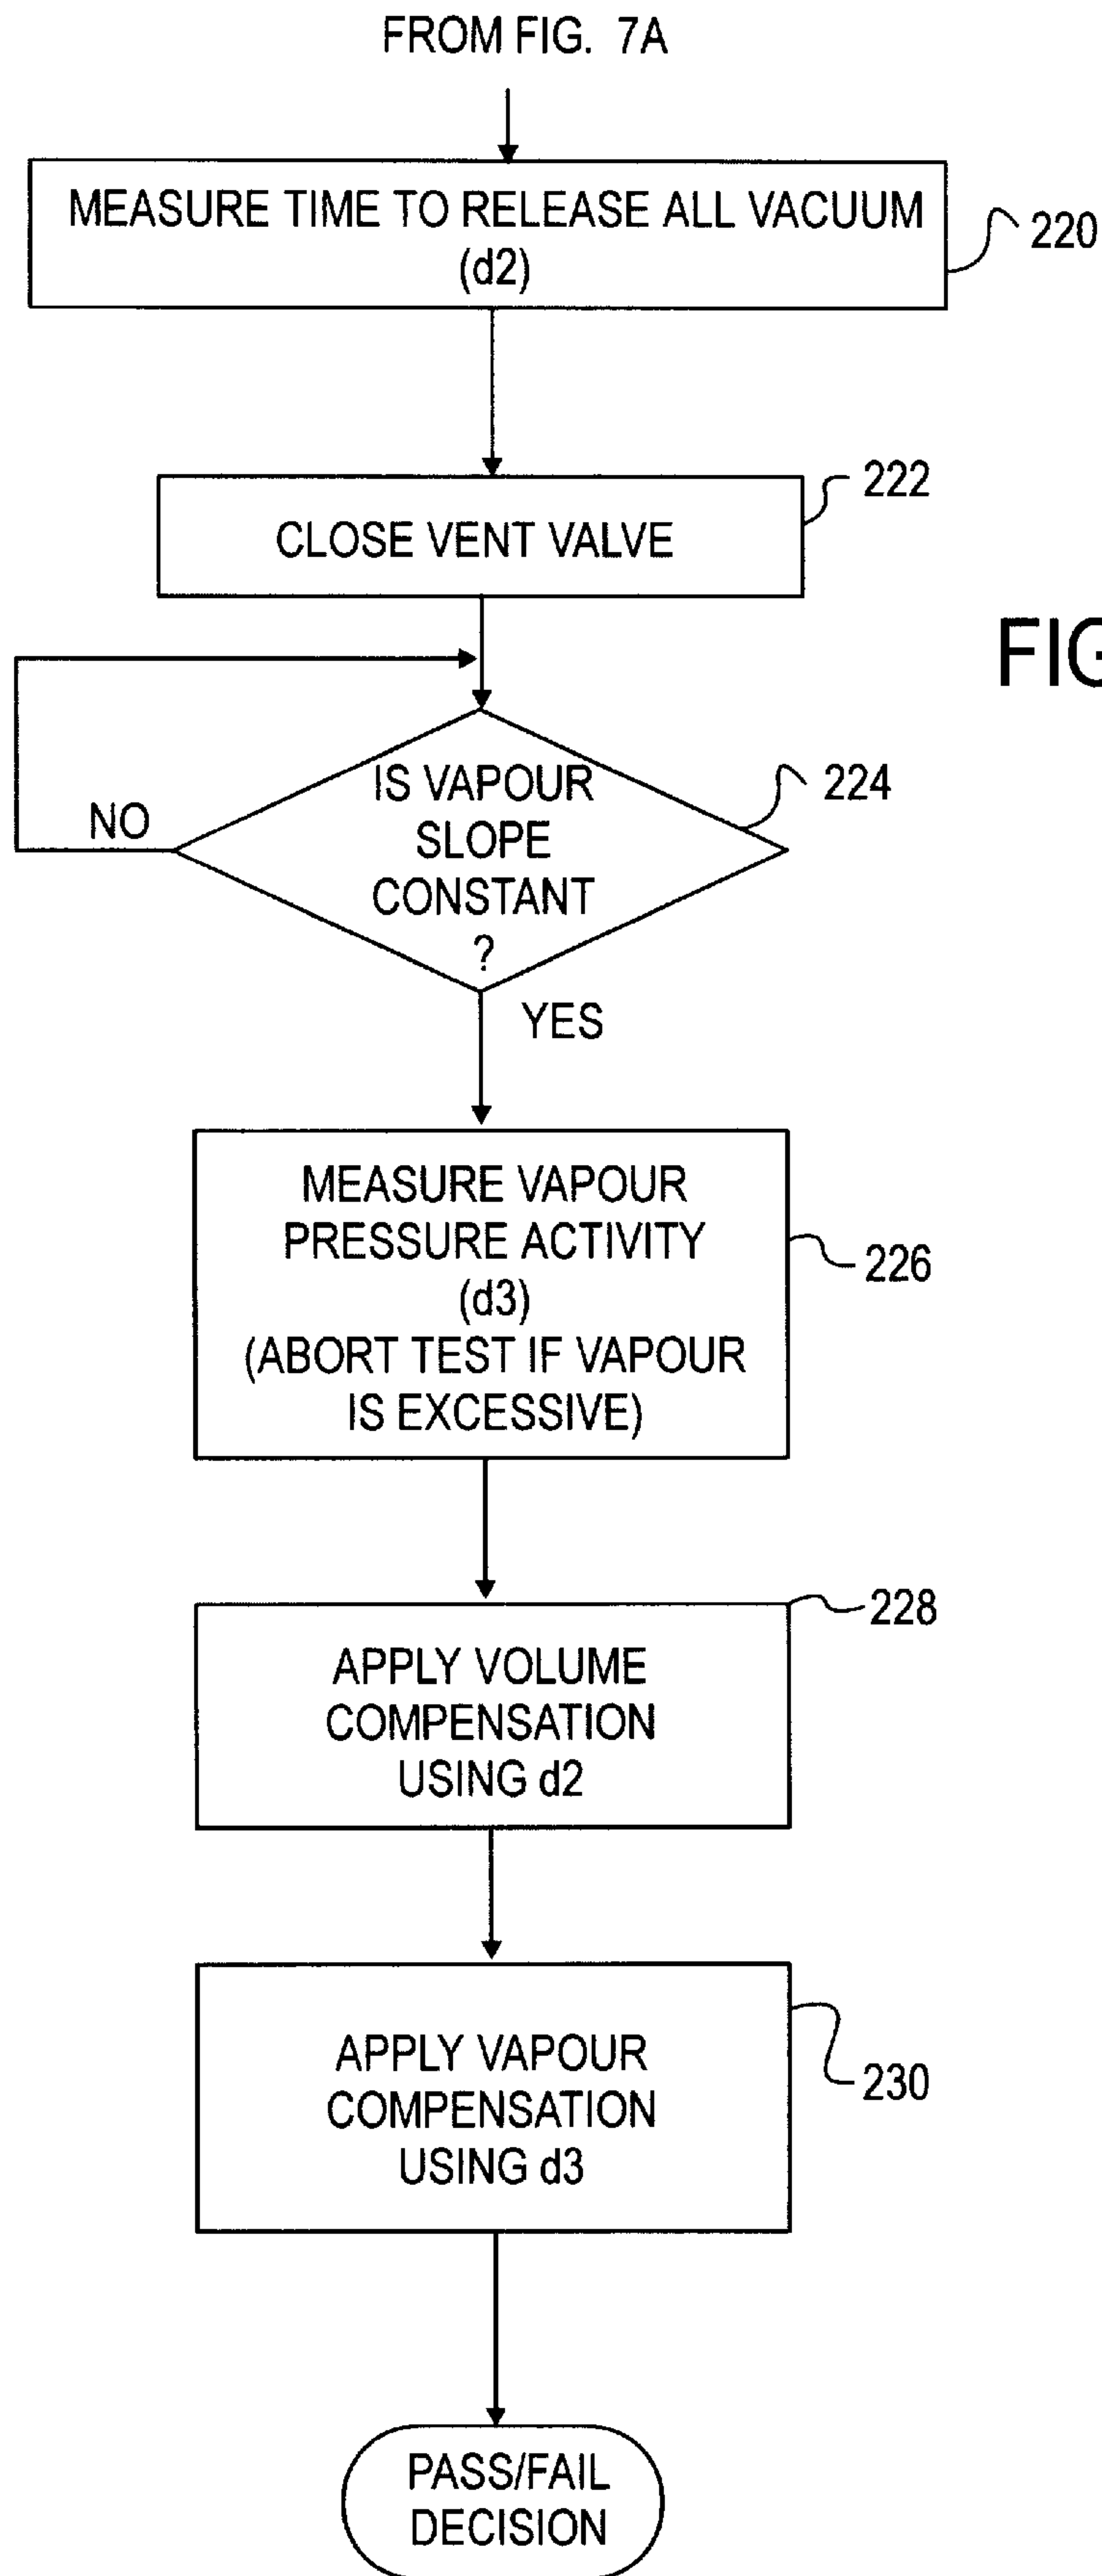 FROM FIG. 7A
MEASURE TIME TO RELEASE ALL VACUUM
(d2)
220
CLOSE VENT VALVE
222
FIG
IS VAPOUR
SLOPE
CONSTANT
?
224
NO
YES
MEASURE VAPOUR
PRESSURE ACTIVITY
(d3)
(ABORT TEST IF VAPOUR
IS EXCESSIVE)
226
APPLY VOLUME
COMPENSATION
USING d2
228
APPLY VAPOUR
COMPENSATION
USING d3
230
PASS/FAIL
DECISION